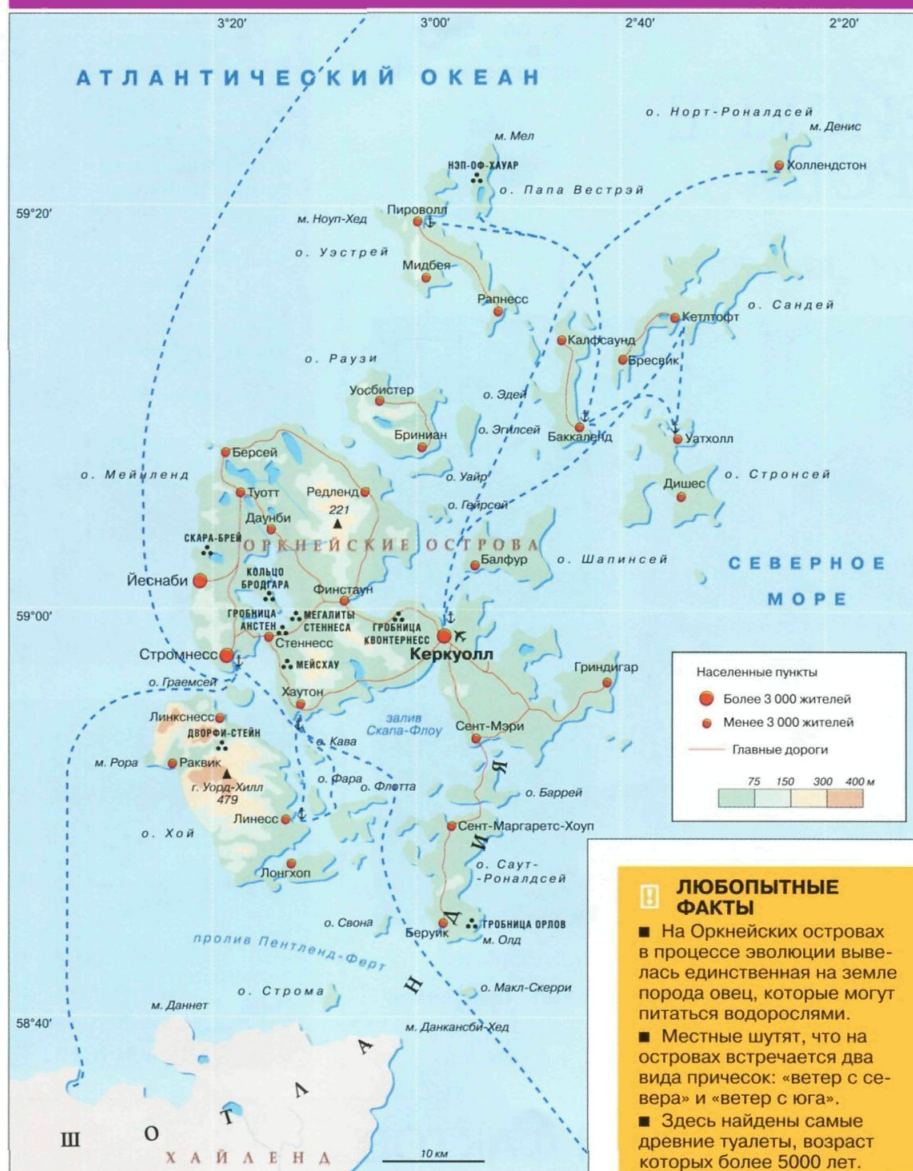 3°20'
3°00'
2°40'
2°20'
АТЛАНТИЧЕСКИЙ ОКЕАН
о. Норт-Роналдсей
м. Мел
м. Денис
НЭП-ОФ-ХАУАР
Холлендстон
о. Папа Вестрэй
59°20'
Пироволл
м. Ноуп-Хед
о. Уэстрей
Мидбея
о. Сандей
Рапнесс
Кетлтофт
Калфсаунд
Бресвик
о. Раузи
Уосбистер
о. Эдей
Бриниан
о. Эгилсей
Баккаленд
Уатхолл
Берсей
о. Мейнленд
о. Уайр
о. Стронсей
Туотт
Редленд
Дишес
221
о. Гейрсей
Даунби
СКАРА-БРЕЙ
ОРКНЕЙСКИЕ ОСТРОВА
Балфур
о. Шапинсей
СЕВЕРНОЕ
МОРЕ
Йеснаби
КОЛЬЦО
БРОДГАРА
Финстаун
59°00'
ГРОБНИЦА
АНСТЕН
МЕГАЛИТЫ
СТЕННЕСА
ГРОБНИЦА
КВОНТЕРНЕСС
Стеннесс
Керкуолл
Стромнесс
МЕЙСХАУ
Гриндигар
о. Граемсей
Хаутон
Линкснесс
залив
Скапа-Флоу
ДВОРФИ-СТЕЙН
о. Кава
Сент-Мэри
м. Рора
Раквик
г. Уорд-Хилл
479
о. Фара
о. Флотта
о. Баррей
Линесс
Сент-Маргаретс-Хоуп
о. Хой
Лонгхоп
о. Саут-
-Роналдсей
о. Свона
Беруик
ГРОБНИЦА ОРЛОВ
м. Олд
пролив Пентленд-Ферт
о. Строма
о. Макл-Скерри
м. Даннет
58°40'
м. Данкансби-Хед
ШОТЛАНДИЯ
ХАЙЛЕНД
10 км
Населенные пункты
Более 3 000 жителей
Менее 3 000 жителей
Главные дороги
75 150 300 400 м
ЛЮБОПЫТНЫЕ
ФАКТЫ
■ На Оркнейских островах
в процессе эволюции выве-
лась единственная на земле
порода овец, которые могут
питаться водорослями.
■ Местные шутят, что на
островах встречается два
вида причесок: «ветер с се-
вера» и «ветер с юга».
■ Здесь найдены самые
древние туалеты, возраст
которых более 5000 лет.